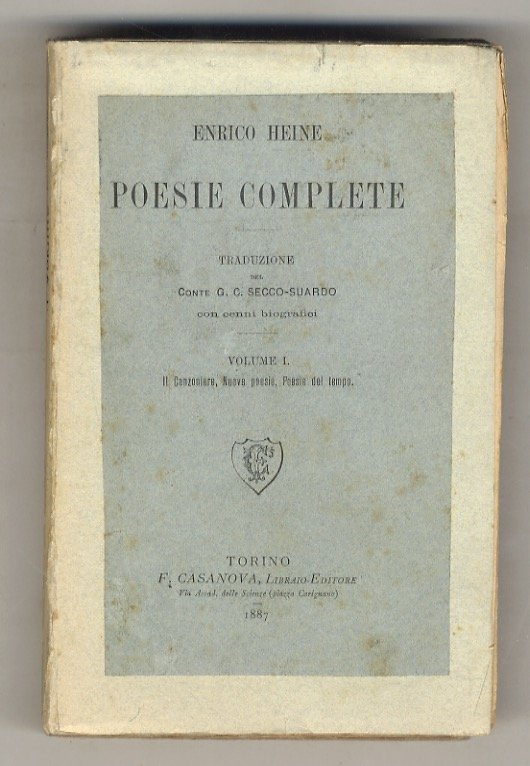 ENRICO HEINE
POESIE COMPLETE
TRADUZIONE
DEL
CONTE G. C. SECCO-SUARDO
con cenni biografici
VOLUME I.
Il Canzoniere, Nuove poesie, Poesie del tempo.
TORINO
F. CASANOVA, LIBRAIO-EDITORE
Via Accad. delle Scienze (piazza Carignano)
1887